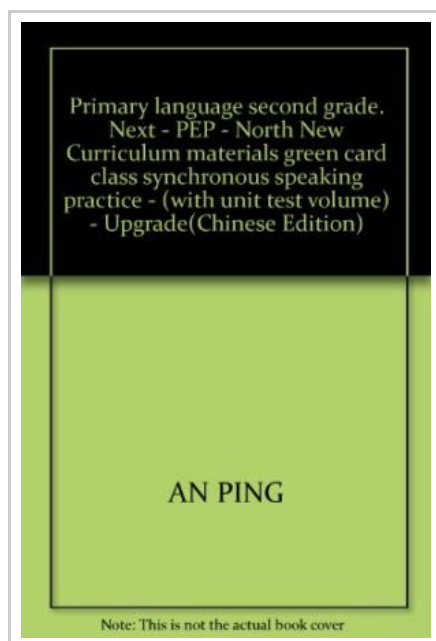 Primary language second grade.
Next - PEP - North New
Curriculum materials green card
class synchronous speaking
practice - (with unit test volume)
- Upgrade(Chinese Edition)
AN PING
Note: This is not the actual book cover